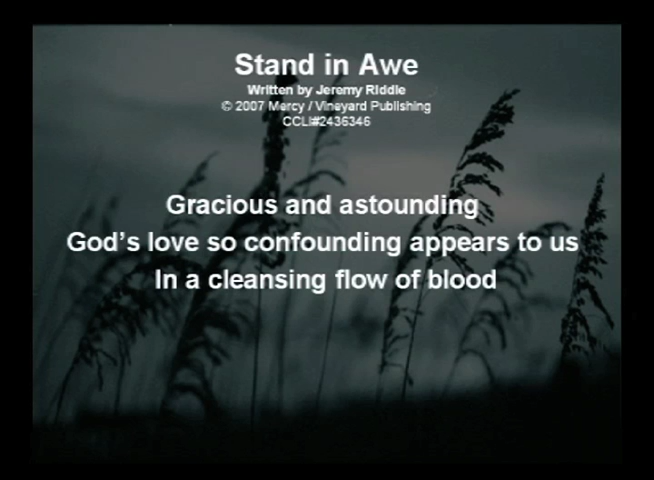 Stand in Awe
Written by Jeremy Riddle
© 2007 Mercy / Vineyard Publishing
CCLI#2436346
Gracious and astounding
God's love so confounding appears to us
In a cleansing flow of blood